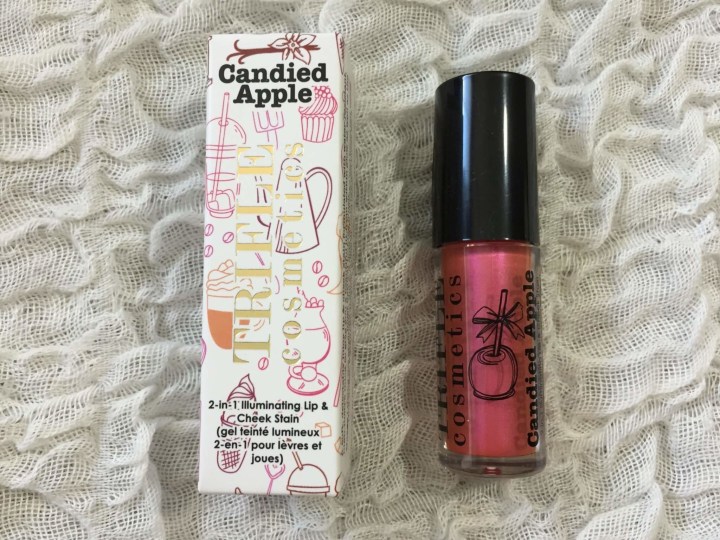 Candied
Apple
TRIFLE
cosmetics
2-in-1 Illuminating Lip &
Cheek Stain
(gel teinté lumineux
2-en-1 pour lèvres et
joues)
TRIFLE
cosmetics
Candied Apple